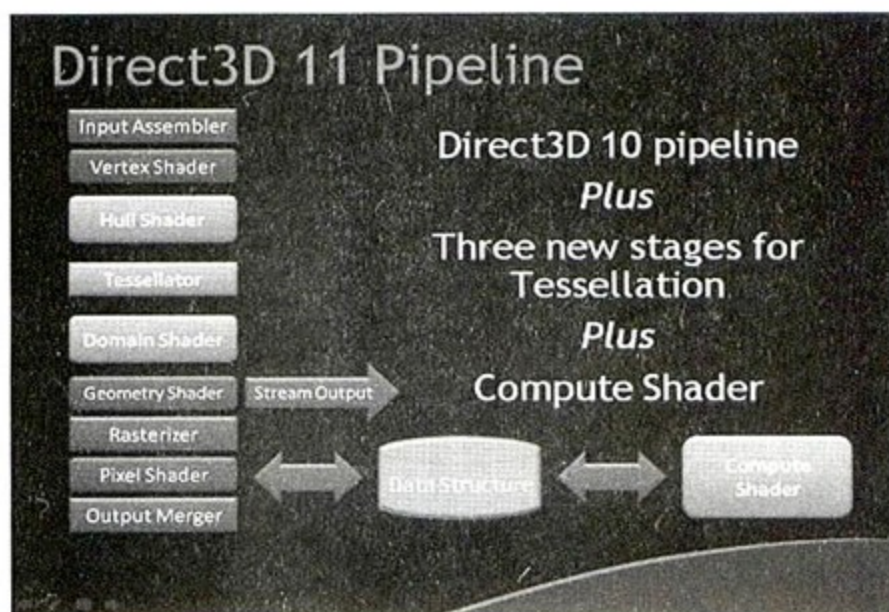 Direct3D 11 Pipeline
Input Assembler
Vertex Shader
Hull Shader
Tessellator
Domain Shader
Geometry Shader
Rasterizer
Pixel Shader
Output Merger
Stream Output
Direct3D 10 pipeline
Plus
Three new stages for
Tessellation
Plus
Compute Shader
Data Structure
Compute
Shader